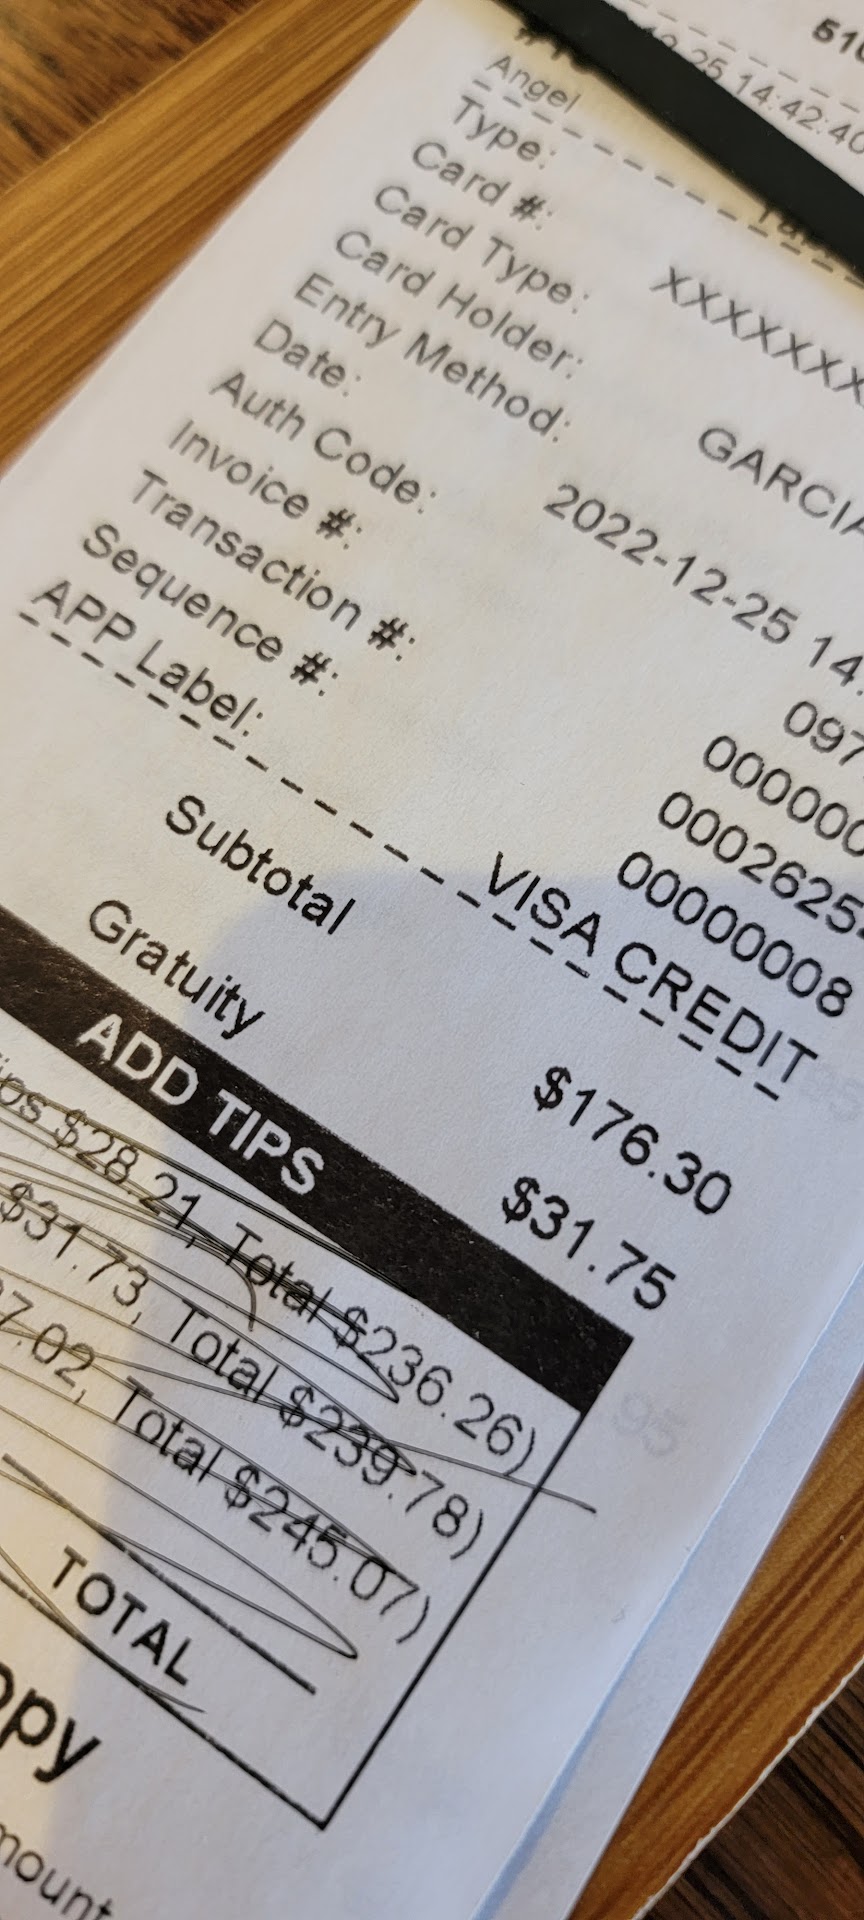 Angel
Type:
Card #: XXXXXXX
Card Type:
Card Holder: GARCIA
Entry Method:
Date: 2022-12-25 14:
Auth Code: 097
Invoice #: 000000
Transaction #: 0002625
Sequence #: 00000008
APP Label: VISA CREDIT
Subtotal $176.30
Gratuity $31.75
ADD TIPS
$28.21, Total $236.26)
$31.73, Total $239.78)
7.02, Total $245.07)
TOTAL